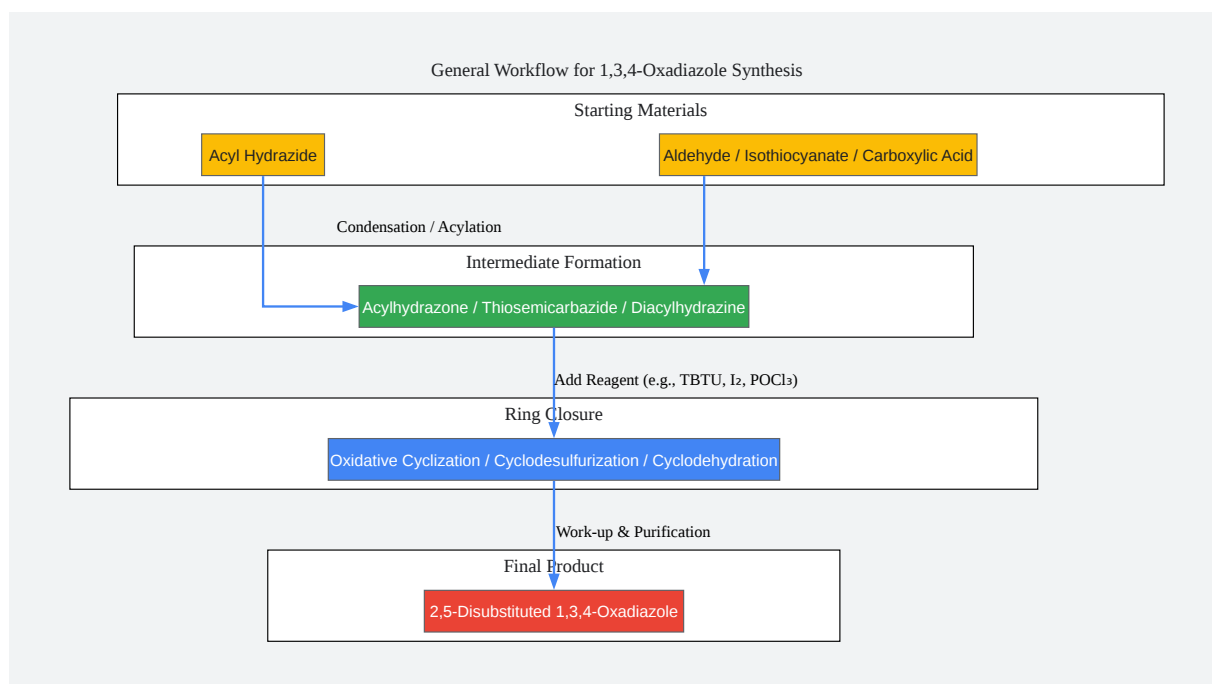 General Workflow for 1,3,4-Oxadiazole Synthesis
Starting Materials
Acyl Hydrazide
Aldehyde / Isothiocyanate / Carboxylic Acid
Condensation / Acylation
Intermediate Formation
Acylhydrazone / Thiosemicarbazide / Diacylhydrazine
Add Reagent (e.g., TBTU, I₂, POCl₃)
Ring Closure
Oxidative Cyclization / Cyclodesulfurization / Cyclodehydration
Work-up & Purification
Final Product
2,5-Disubstituted 1,3,4-Oxadiazole